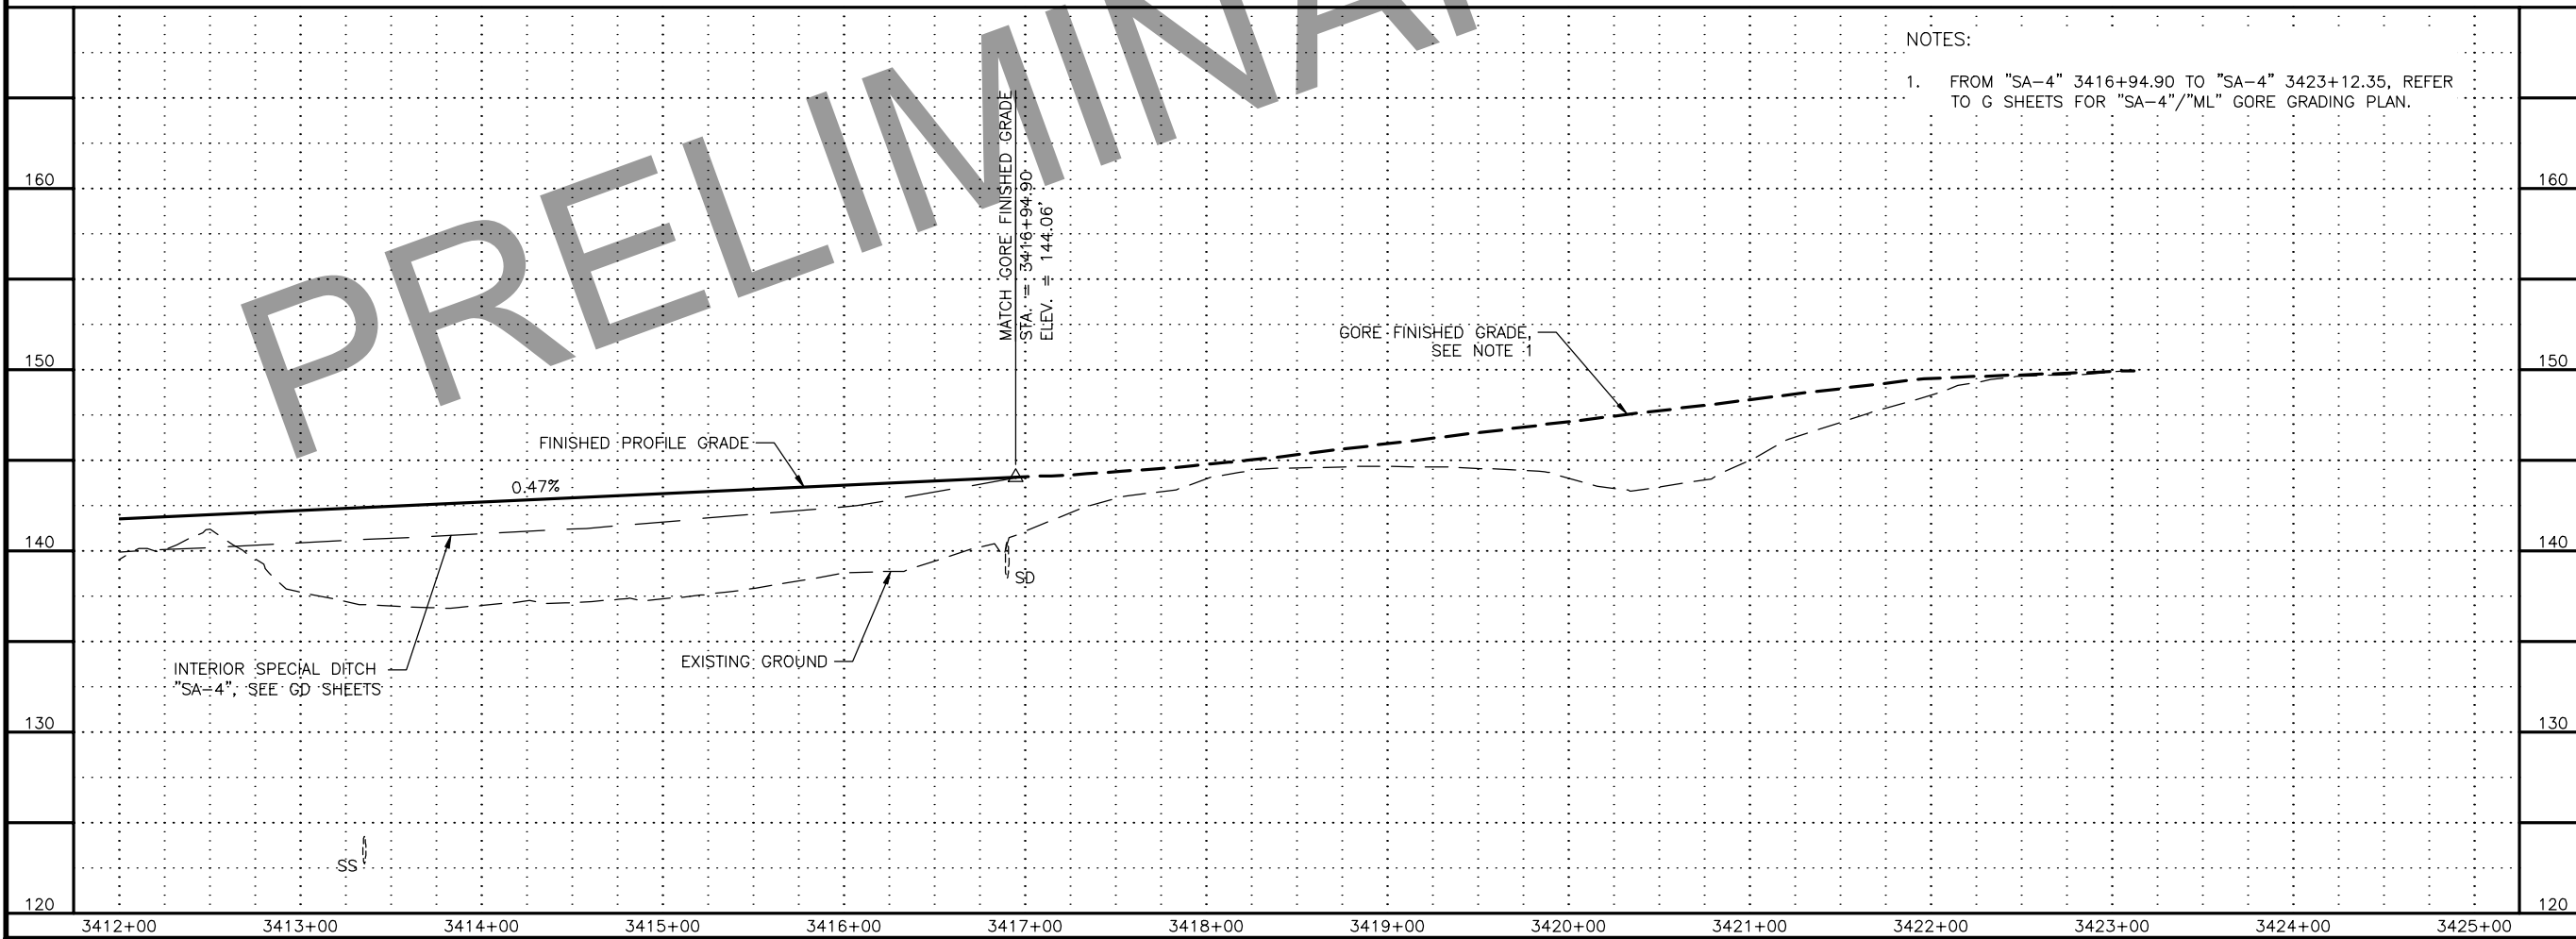 PRELIMINA
NOTES:
1. FROM "SA-4" 3416+94.90 TO "SA-4" 3423+12.35, REFER
TO G SHEETS FOR "SA-4"/"ML" GORE GRADING PLAN.
MATCH GORE FINISHED GRADE
STA. = 3416+94.90
ELEV. = 144.06'
160
160
GORE FINISHED GRADE,
SEE NOTE 1
150
150
FINISHED PROFILE GRADE
0.47%
140
140
SD
INTERIOR SPECIAL DITCH
"SA-4", SEE GD SHEETS
EXISTING GROUND
130
130
SS
120
120
3412+00 3413+00 3414+00 3415+00 3416+00 3417+00 3418+00 3419+00 3420+00 3421+00 3422+00 3423+00 3424+00 3425+00